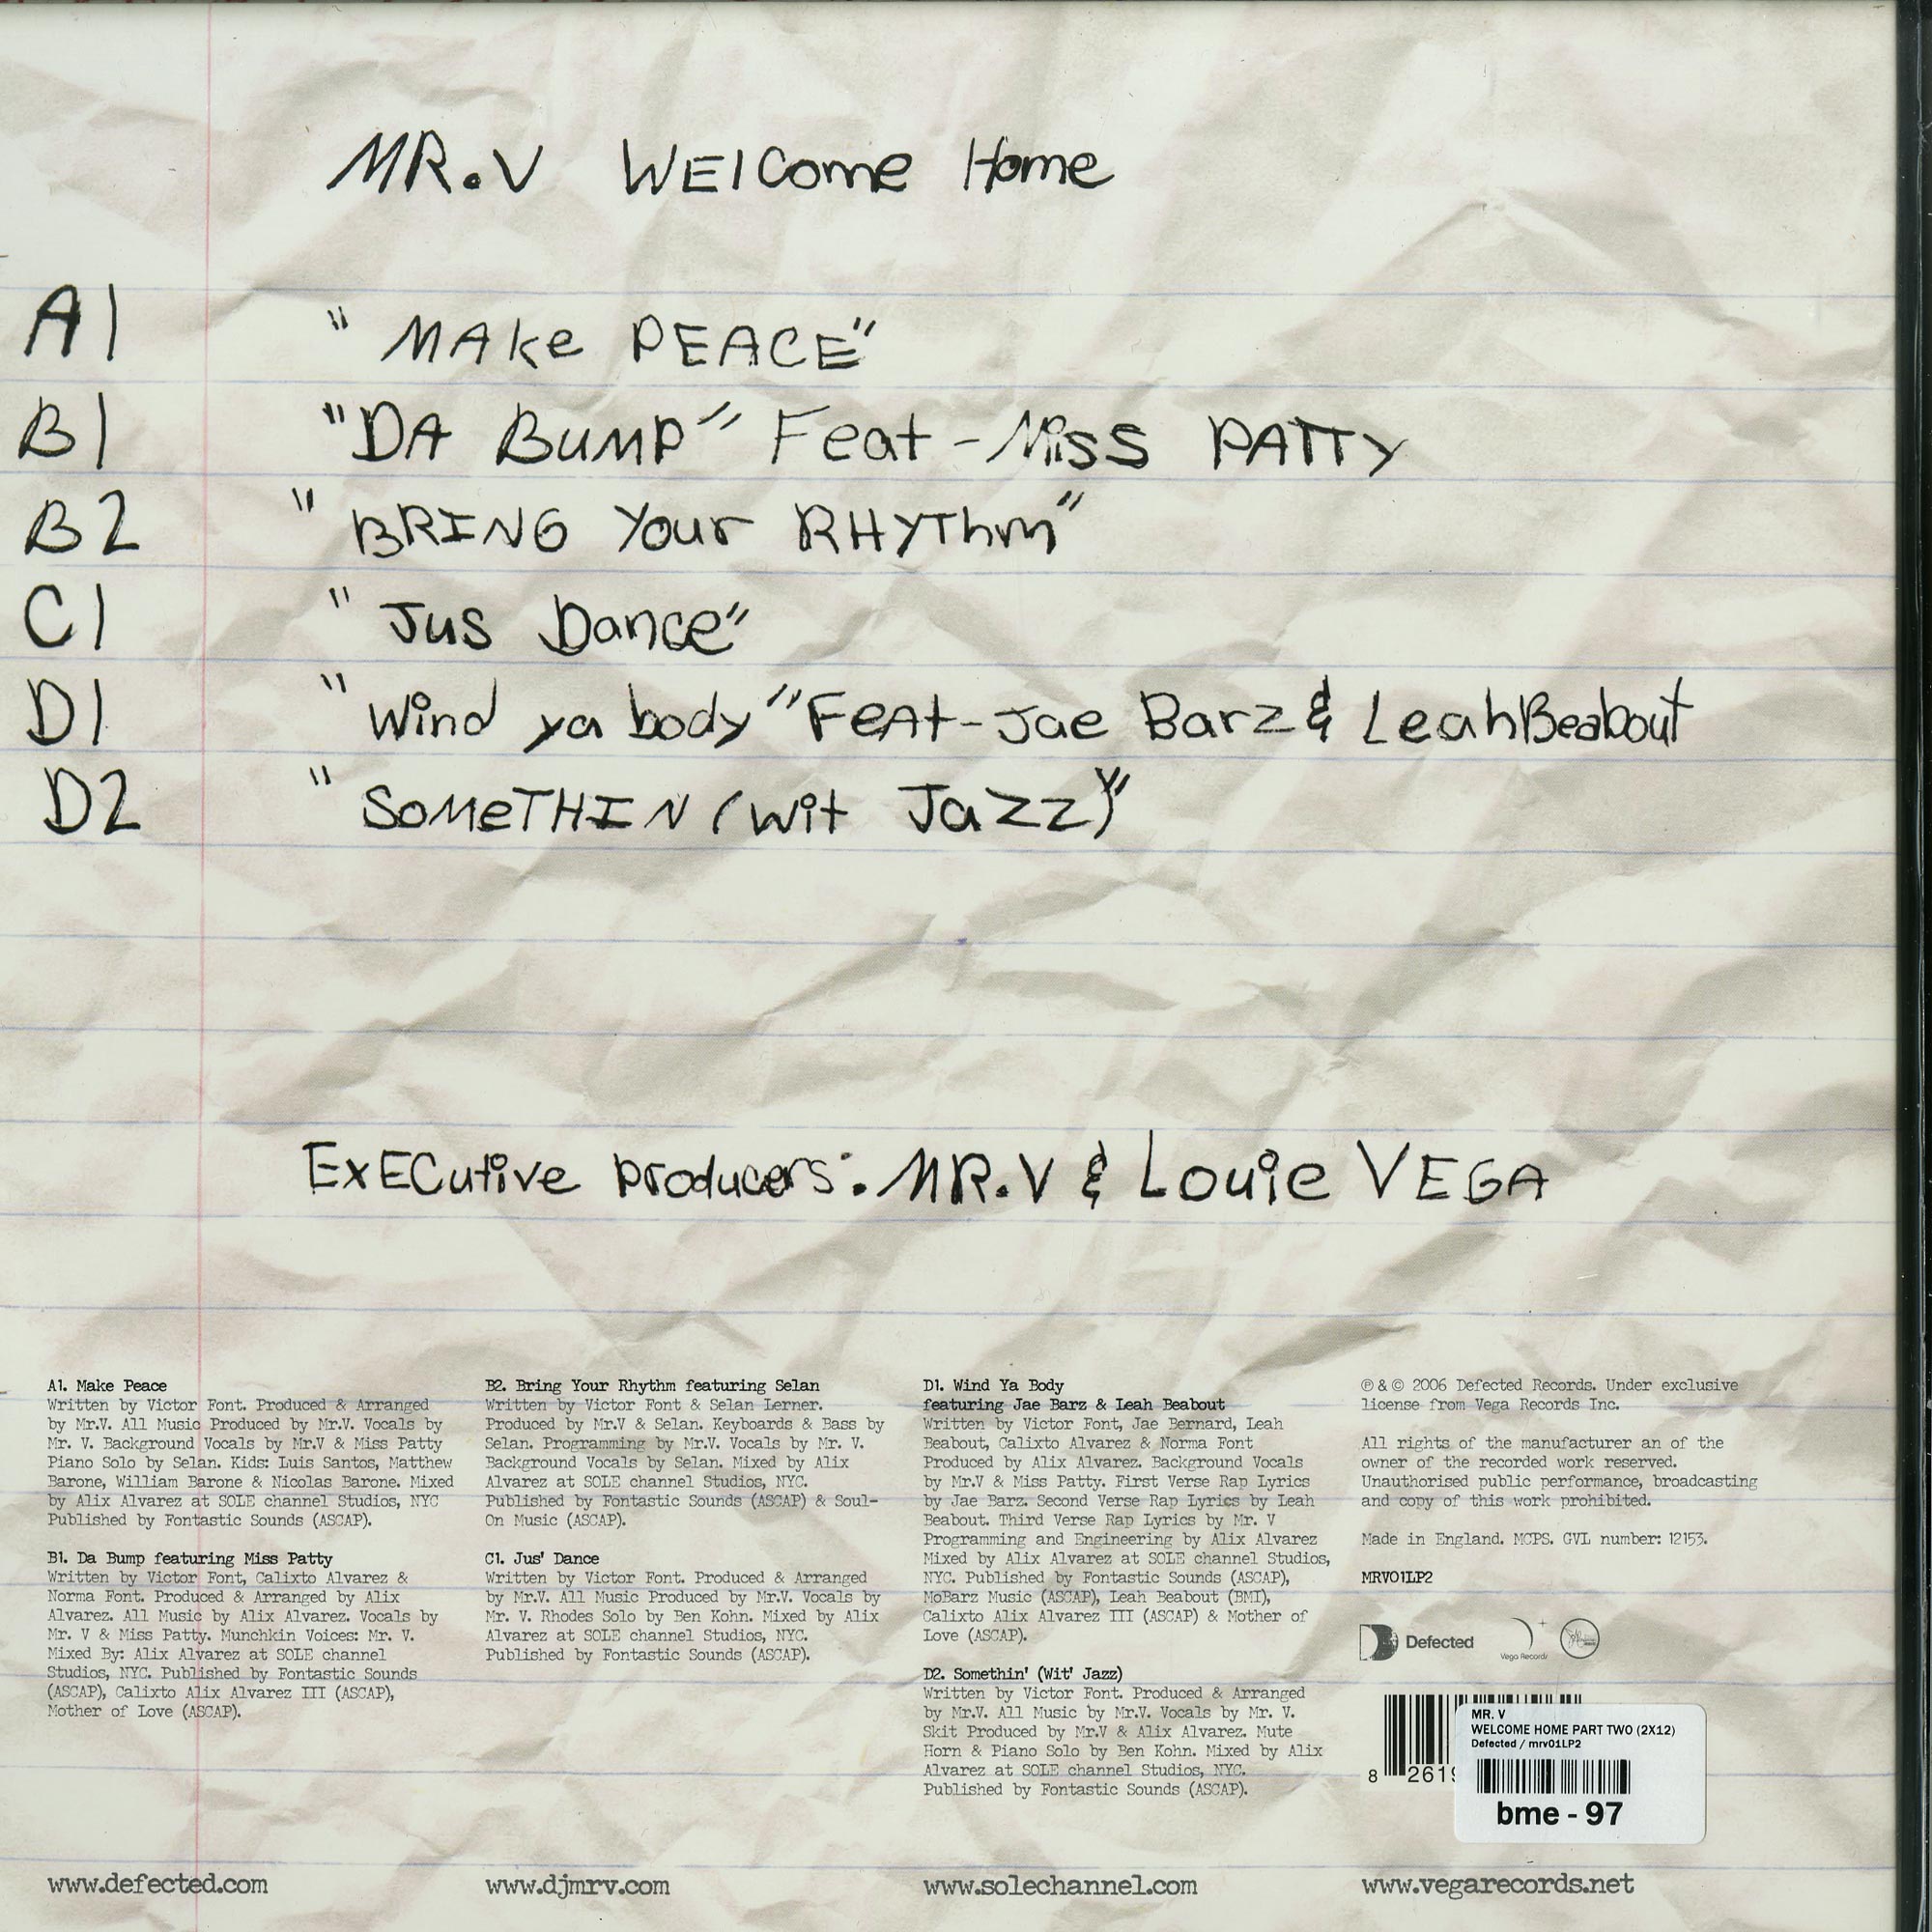 MR.V WElCome Home
A1 " MAke PEACE"
B1 "DA BUMP" Feat - Miss PATTY
B2 " BRING Your RHYThm"
C1 " Jus Dance"
D1 " Wind ya body" FeAt - Jae Barz & Leah Beabout
D2 " SoMeTHIN (wit Jazz)"
ExECutive producers: MR.V & Louie VEGA
A1. Make Peace
Written by Victor Font. Produced & Arranged
by Mr.V. All Music Produced by Mr.V. Vocals by
Mr. V. Background Vocals by Mr.V & Miss Patty
Piano Solo by Selan. Kids: Luis Santos, Matthew
Barone, William Barone & Nicolas Barone. Mixed
by Alix Alvarez at SOLE channel Studios, NYC
Published by Fontastic Sounds (ASCAP).
B1. Da Bump featuring Miss Patty
Written by Victor Font, Calixto Alvarez &
Norma Font. Produced & Arranged by Alix
Alvarez. All Music by Alix Alvarez. Vocals by
Mr. V & Miss Patty. Munchkin Voices: Mr. V.
Mixed By: Alix Alvarez at SOLE channel
Studios, NYC. Published by Fontastic Sounds
(ASCAP), Calixto Alix Alvarez III (ASCAP),
Mother of Love (ASCAP).
B2. Bring Your Rhythm featuring Selan
Written by Victor Font & Selan Lerner.
Produced by Mr.V & Selan. Keyboards & Bass by
Selan. Programming by Mr.V. Vocals by Mr. V.
Background Vocals by Selan. Mixed by Alix
Alvarez at SOLE channel Studios, NYC.
Published by Fontastic Sounds (ASCAP) & Soul-
On Music (ASCAP).
C1. Jus' Dance
Written by Victor Font. Produced & Arranged
by Mr.V. All Music Produced by Mr.V. Vocals by
Mr. V. Rhodes Solo by Ben Kohn. Mixed by Alix
Alvarez at SOLE channel Studios, NYC.
Published by Fontastic Sounds (ASCAP).
D1. Wind Ya Body
featuring Jae Barz & Leah Beabout
Written by Victor Font, Jae Bernard, Leah
Beabout, Calixto Alvarez & Norma Font
Produced by Alix Alvarez. Background Vocals
by Mr.V & Miss Patty. First Verse Rap Lyrics
by Jae Barz. Second Verse Rap Lyrics by Leah
Beabout. Third Verse Rap Lyrics by Mr. V
Programming and Engineering by Alix Alvarez
Mixed by Alix Alvarez at SOLE channel Studios,
NYC. Published by Fontastic Sounds (ASCAP),
MoBarz Music (ASCAP), Leah Beabout (BMI),
Calixto Alix Alvarez III (ASCAP) & Mother of
Love (ASCAP).
D2. Somethin' (Wit' Jazz)
Written by Victor Font. Produced & Arranged
by Mr.V. All Music by Mr.V. Vocals by Mr. V.
Skit Produced by Mr.V & Alix Alvarez. Mute
Horn & Piano Solo by Ben Kohn. Mixed by Alix
Alvarez at SOLE channel Studios, NYC.
Published by Fontastic Sounds (ASCAP).
℗ & © 2006 Defected Records. Under exclusive
license from Vega Records Inc.
All rights of the manufacturer an of the
owner of the recorded work reserved.
Unauthorised public performance, broadcasting
and copy of this work prohibited.
Made in England. MCPS. GVL number: 12153.
MRV01LP2
Defected
Vega Records
8 2619
MR. V
WELCOME HOME PART TWO (2X12)
Defected / mrv01LP2
bme - 97
www.defected.com
www.djmrv.com
www.solechannel.com
www.vegarecords.net